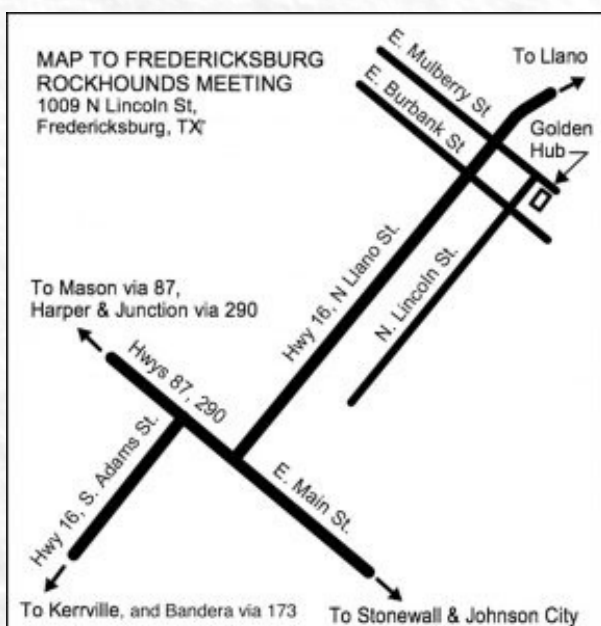 MAP TO FREDERICKSBURG
ROCKHOUNDS MEETING
1009 N Lincoln St,
Fredericksburg, TX
E. Mulberry St
To Llano
E. Burbank St
Golden
Hub
Hwy 16, N Llano St.
N. Lincoln St.
To Mason via 87,
Harper & Junction via 290
Hwys 87, 290
Hwy 16, S. Adams St.
E. Main St.
To Kerrville, and Bandera via 173
To Stonewall & Johnson City